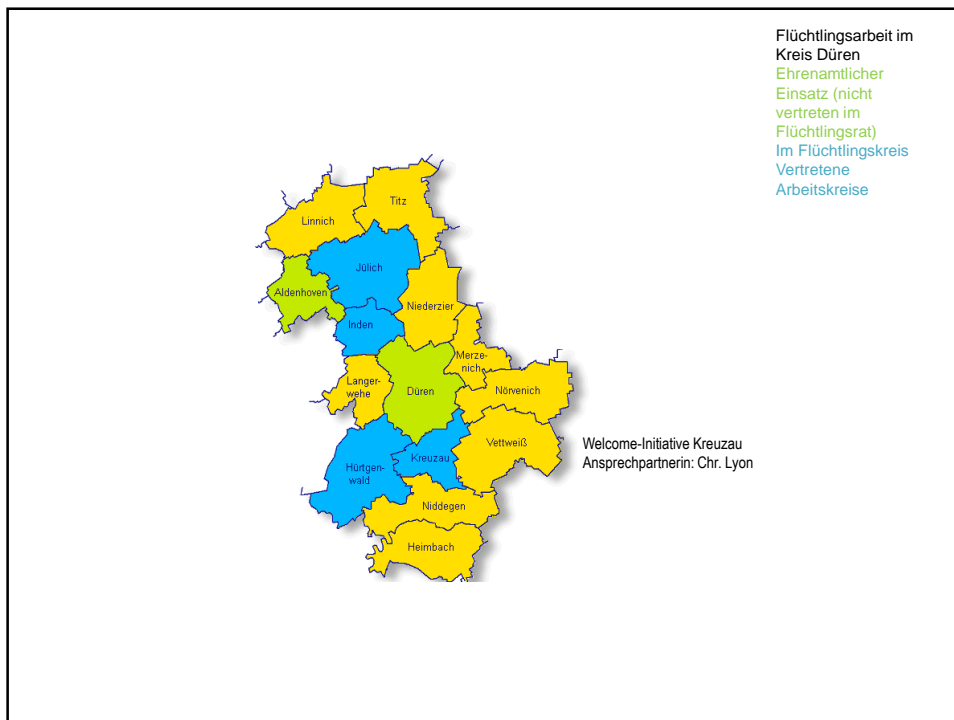 Flüchtlingsarbeit im
Kreis Düren
Ehrenamtlicher
Einsatz (nicht
vertreten im
Flüchtlingsrat)
Im Flüchtlingskreis
Vertretene
Arbeitskreise
Titz
Linnich
Jülich
Aldenhoven
Niederzier
Inden
Merze-
nich
Langer-
wehe
Düren
Nörvenich
Vettweiß
Welcome-Initiative Kreuzau
Ansprechpartnerin: Chr. Lyon
Kreuzau
Hürtgen-
wald
Niddegen
Heimbach